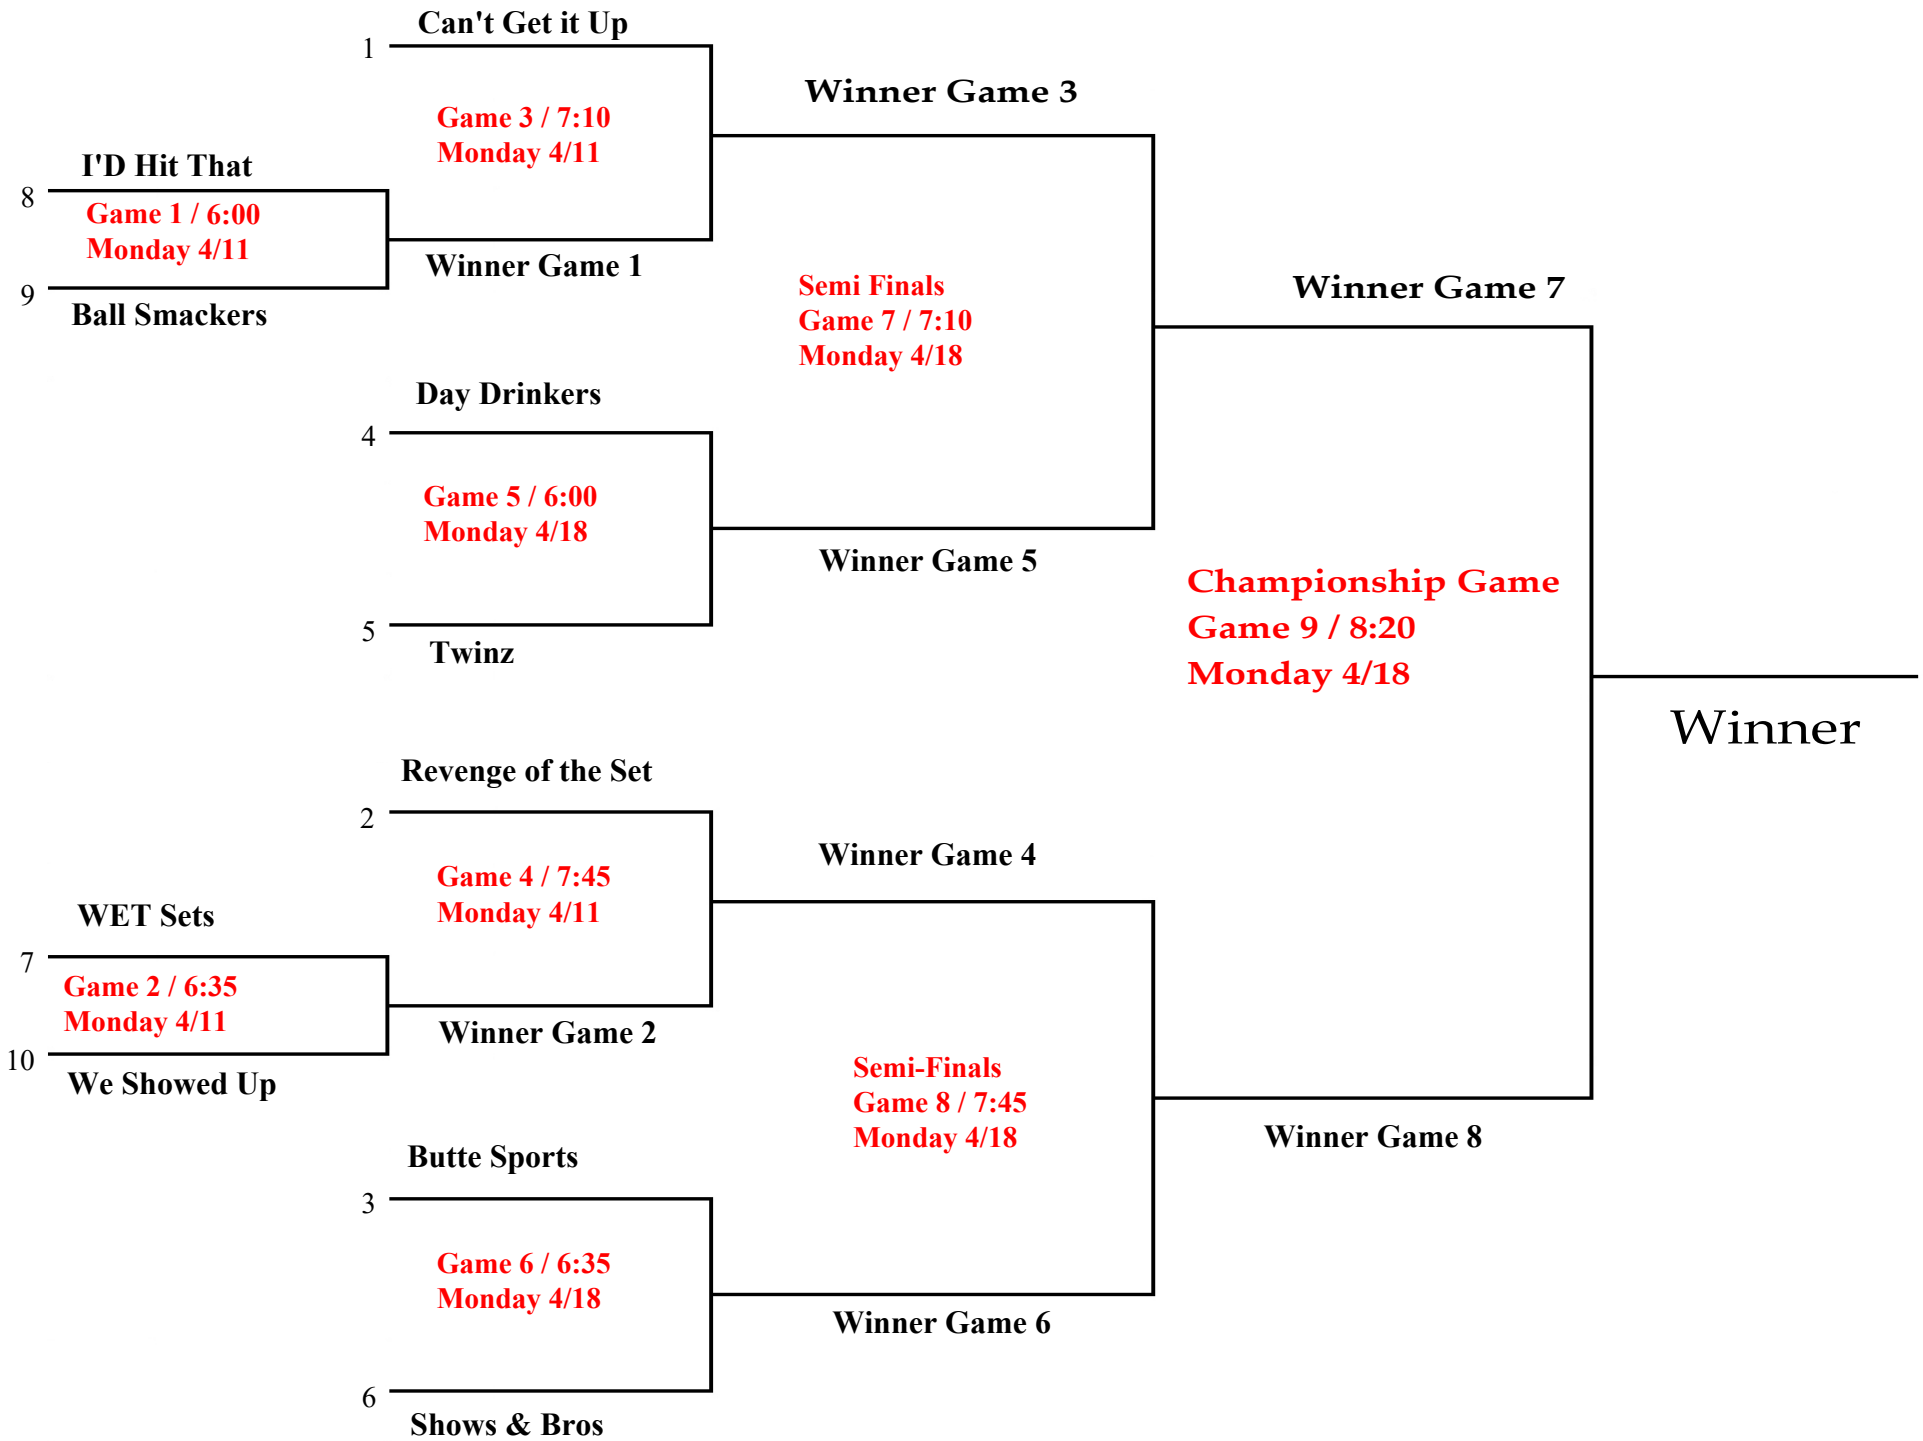 Can't Get it Up
1
Game 3 / 7:10
Monday 4/11
Winner Game 3
I'D Hit That
8
Game 1 / 6:00
Monday 4/11
9
Ball Smackers
Winner Game 1
Semi Finals
Game 7 / 7:10
Monday 4/18
Winner Game 7
Day Drinkers
4
Game 5 / 6:00
Monday 4/18
5
Twinz
Winner Game 5
Championship Game
Game 9 / 8:20
Monday 4/18
Winner
Revenge of the Set
2
Game 4 / 7:45
Monday 4/11
Winner Game 4
WET Sets
7
Game 2 / 6:35
Monday 4/11
10
We Showed Up
Winner Game 2
Semi-Finals
Game 8 / 7:45
Monday 4/18
Winner Game 8
Butte Sports
3
Game 6 / 6:35
Monday 4/18
6
Shows & Bros
Winner Game 6